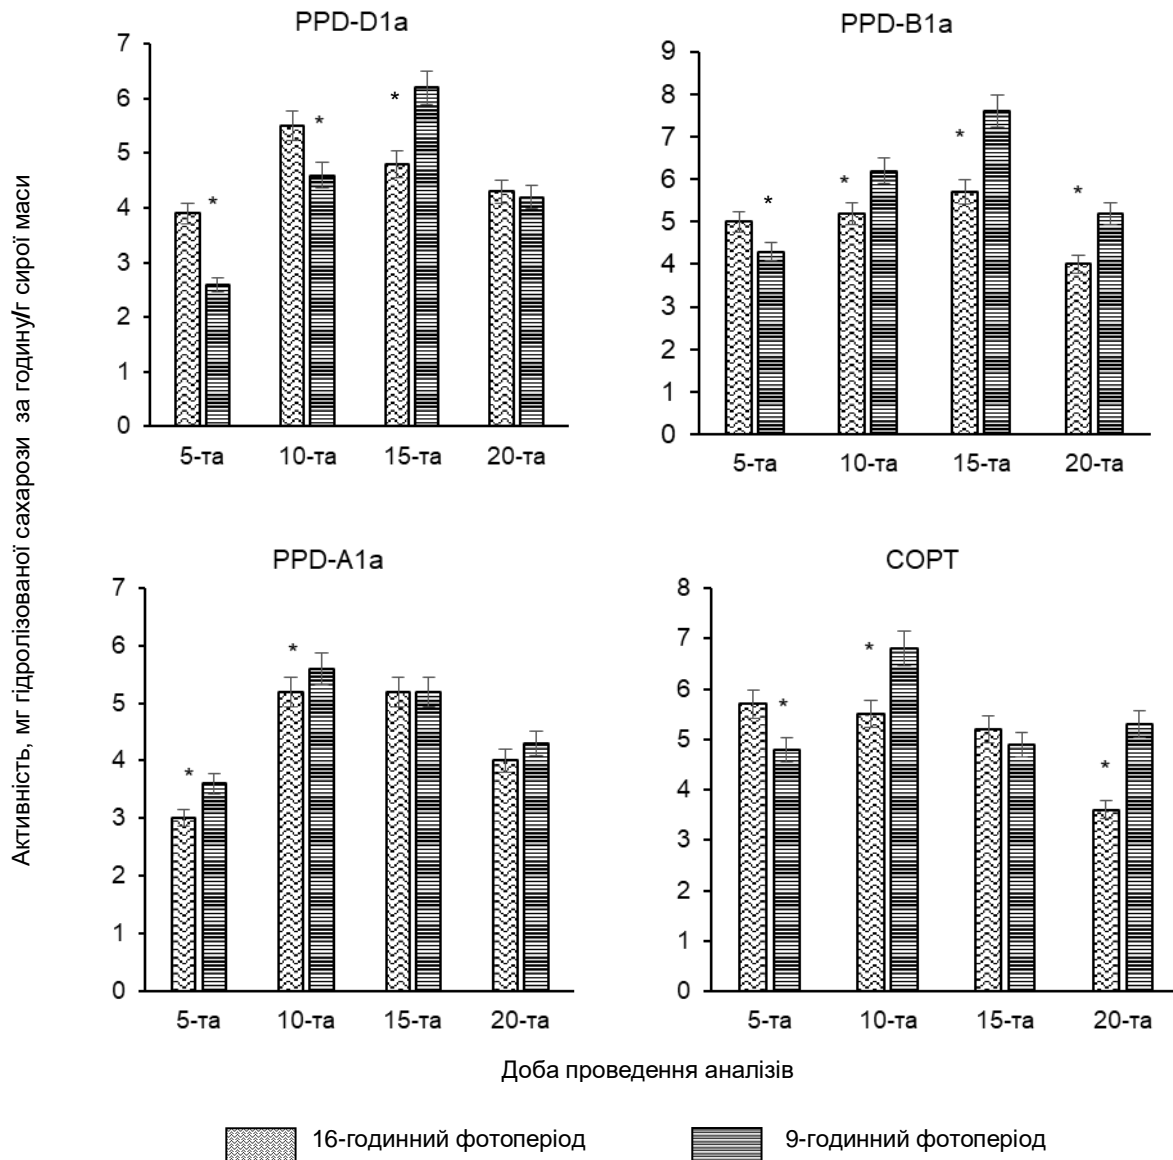 Активність, мг гідролізованої сахарози за годину/г сирої маси
PPD-D1a
7
6
5
4
3
2
1
0
* * *
5-та 10-та 15-та 20-та
PPD-B1a
9
8
7
6
5
4
3
2
1
0
* * * *
5-та 10-та 15-та 20-та
PPD-A1a
7
6
5
4
3
2
1
0
* *
5-та 10-та 15-та 20-та
СОРТ
8
7
6
5
4
3
2
1
0
* * *
5-та 10-та 15-та 20-та
Доба проведення аналізів
16-годинний фотоперіод
9-годинний фотоперіод